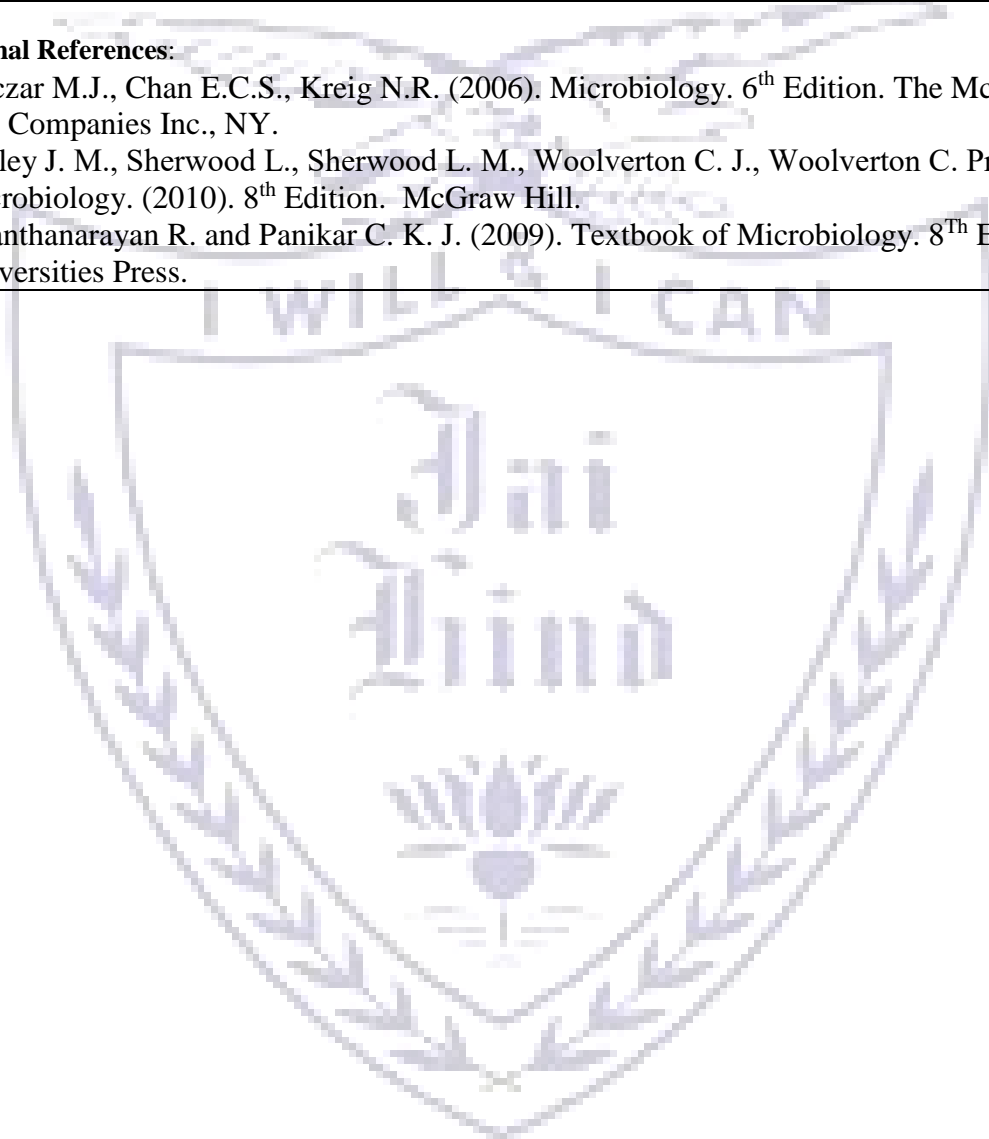 nal References:
czar M.J., Chan E.C.S., Kreig N.R. (2006). Microbiology. 6th Edition. The Mc
Companies Inc., NY.
ley J. M., Sherwood L., Sherwood L. M., Woolverton C. J., Woolverton C. Pr
robiology. (2010). 8th Edition. McGraw Hill.
anthanarayan R. and Panikar C. K. J. (2009). Textbook of Microbiology. 8Th E
versities Press.
I WILL & I CAN
Jai
Hind